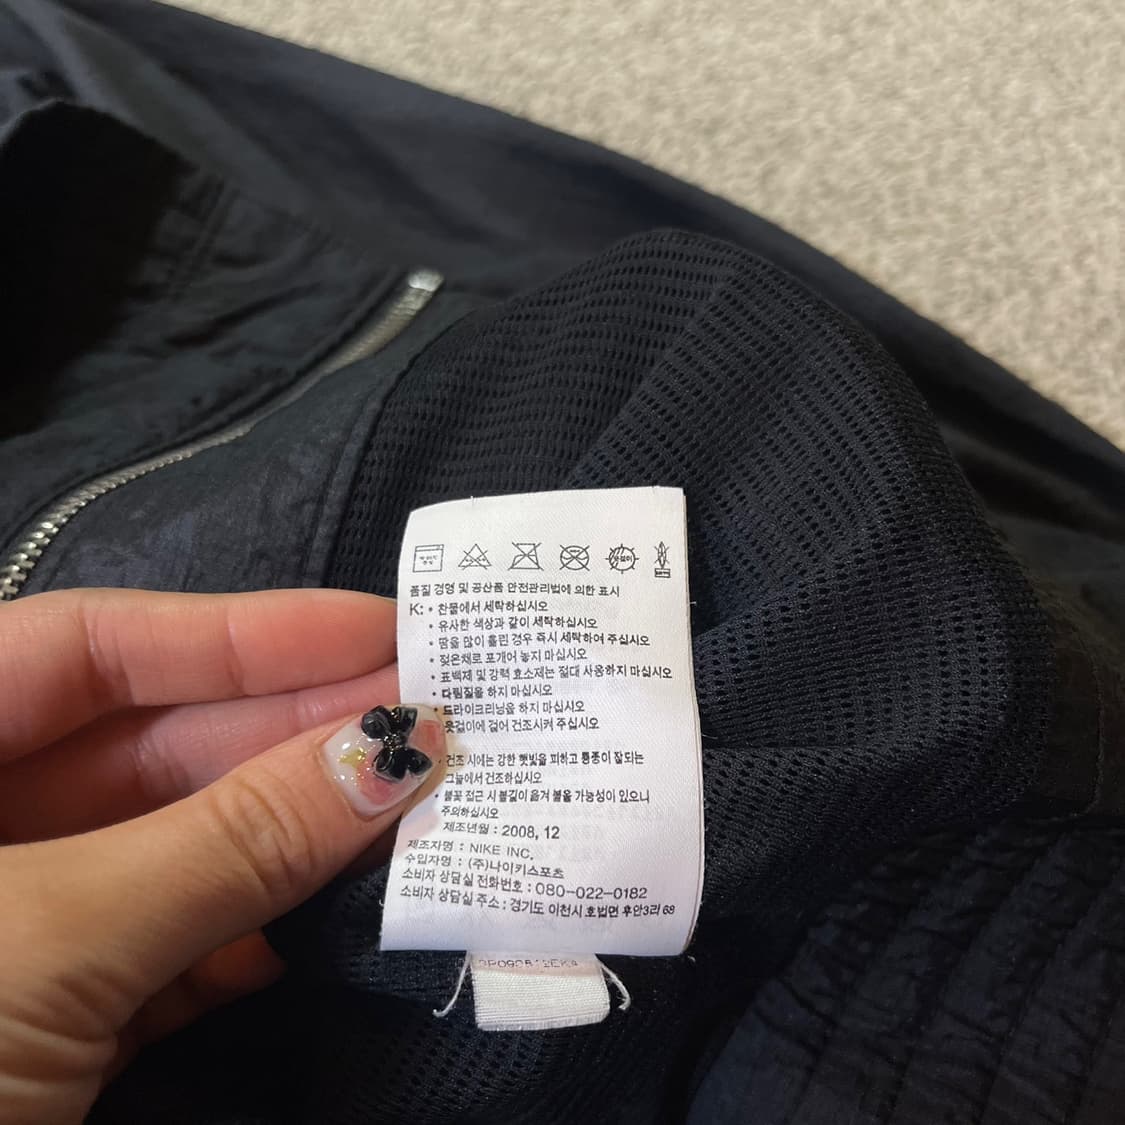 품질 경영 및 공산품 안전관리법에 의한 표시
K: • 찬물에서 세탁하십시오
• 유사한 색상과 같이 세탁하십시오
• 땀을 많이 흘린 경우 즉시 세탁하여 주십시오
• 젖은채로 포개어 놓지 마십시오
• 표백제 및 강력 효소제는 절대 사용하지 마십시오
• 다림질을 하지 마십시오
• 드라이크리닝을 하지 마십시오
옷걸이에 걸어 건조시켜 주십시오
• 건조 시에는 강한 햇빛을 피하고 통풍이 잘되는
그늘에서 건조하십시오
• 불꽃 접근 시 불길이 옮겨 붙을 가능성이 있으니
주의하십시오
제조년월 : 2008, 12
제조자명 : NIKE INC.
수입자명 : (주)나이키스포츠
소비자 상담실 전화번호 : 080-022-0182
소비자 상담실 주소 : 경기도 이천시 호법면 후안3리 68